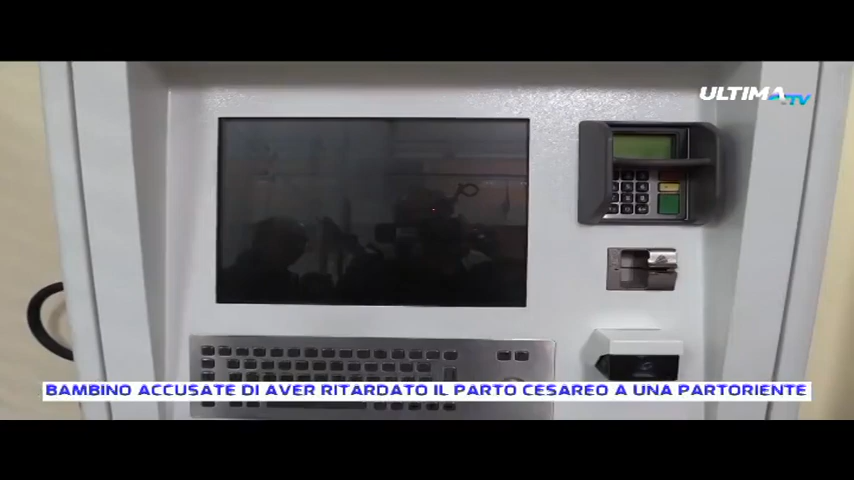 ULTIMA TV
BAMBINO ACCUSATE DI AVER RITARDATO IL PARTO CESAREO A UNA PARTORIENTE